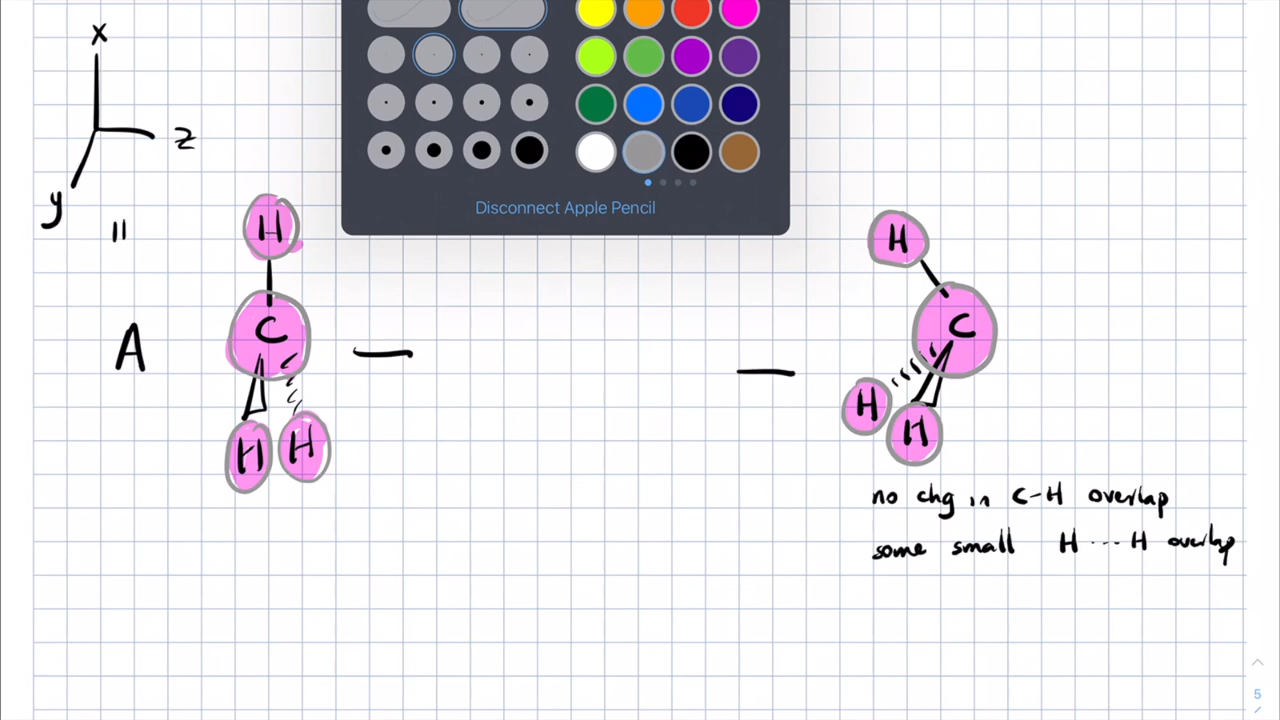 x
z
y
Disconnect Apple Pencil
H
H
C
C
A
H
H
H
H
no chg in C-H overlap
some small H ... H overlap
5